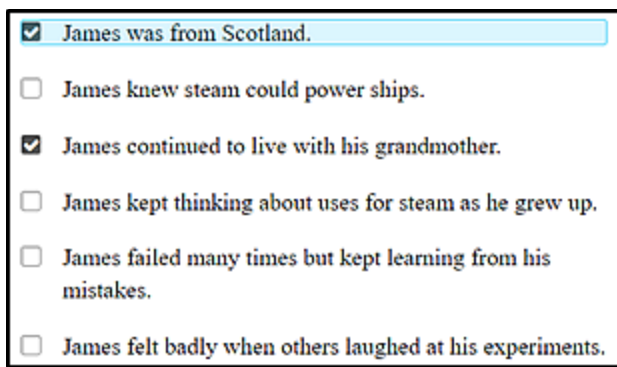 James was from Scotland.
James knew steam could power ships.
James continued to live with his grandmother.
James kept thinking about uses for steam as he grew up.
James failed many times but kept learning from his
mistakes.
James felt badly when others laughed at his experiments.